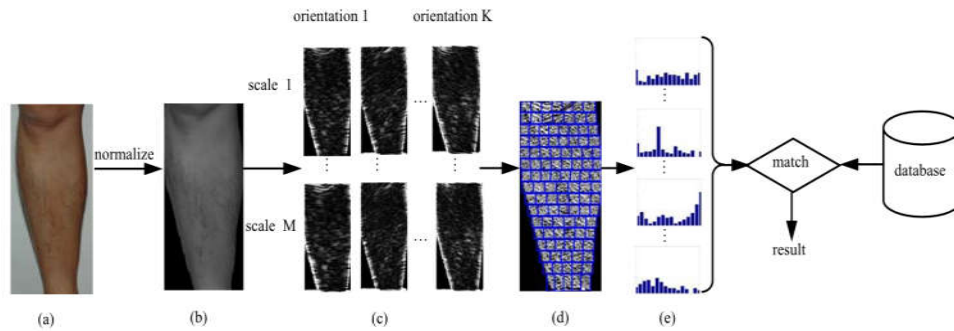 orientation 1
orientation K
scale 1
...
normalize
match
database
scale M
...
result
(a)
(b)
(c)
(d)
(e)